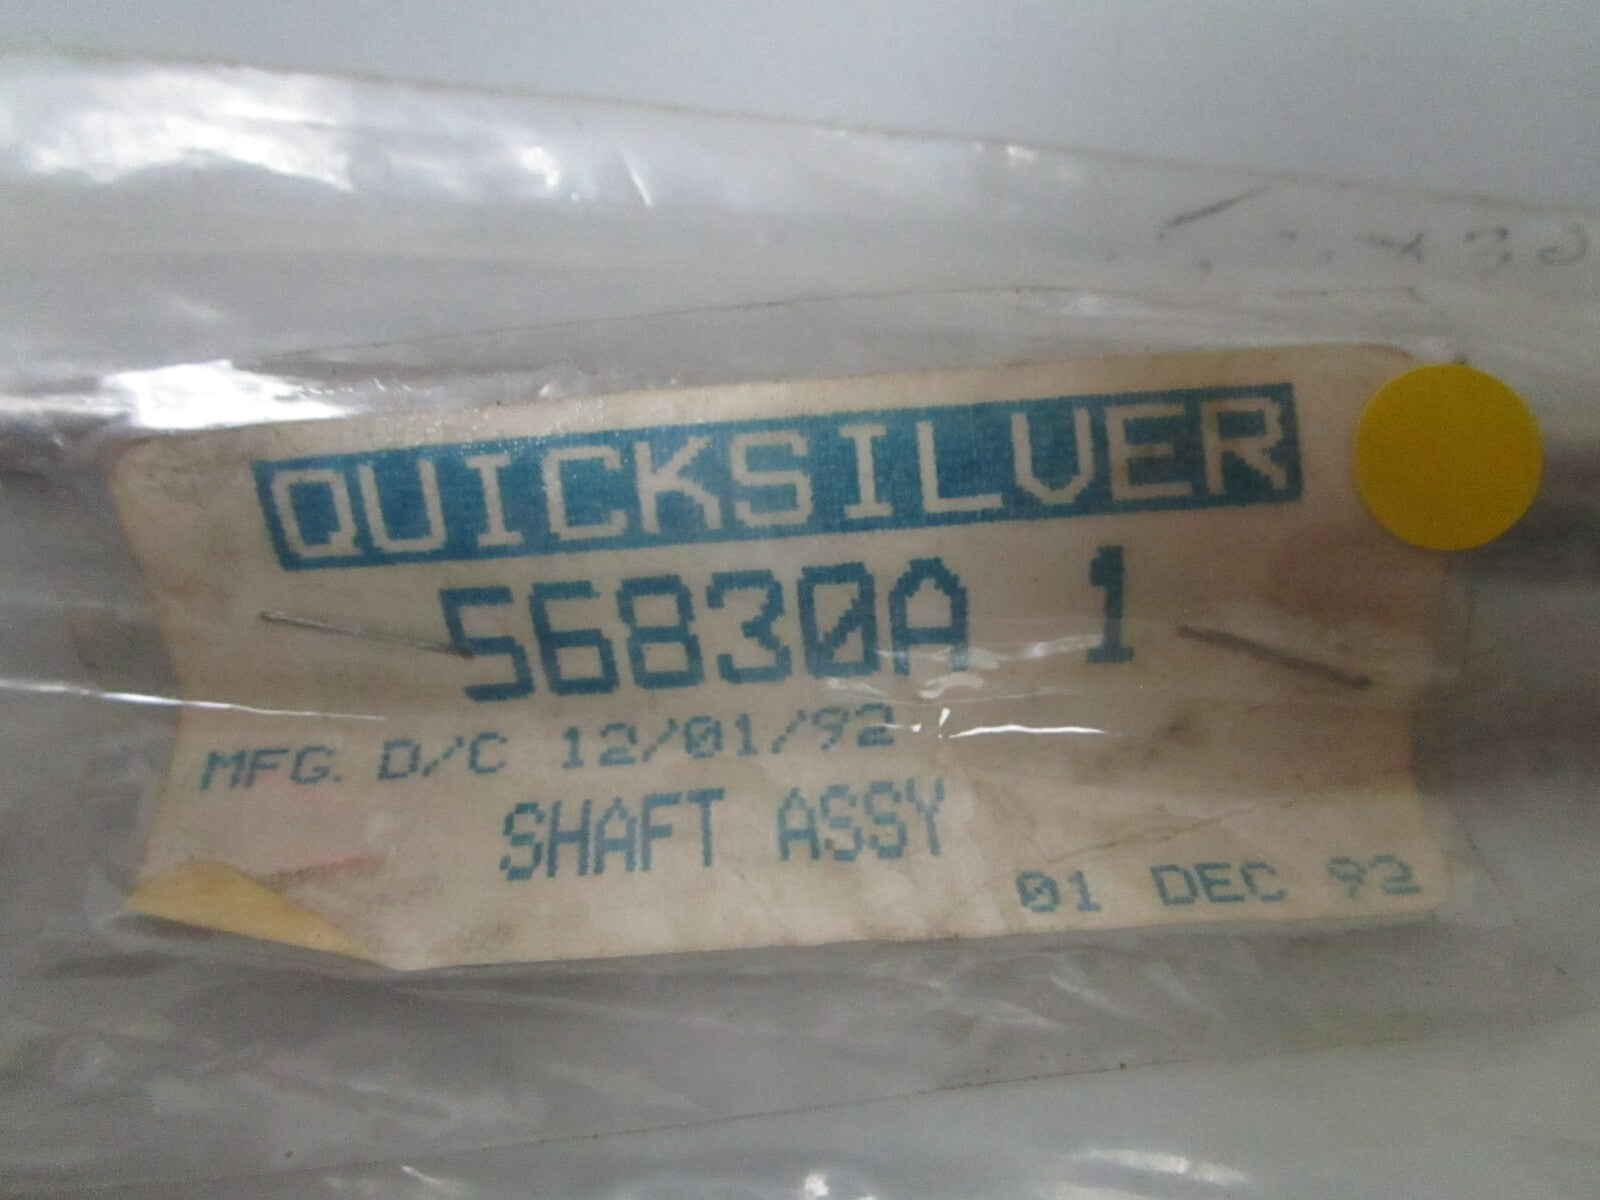 QUICKSILVER
56830A 1
MFG. D/C 12/01/92
SHAFT ASSY
01 DEC 92